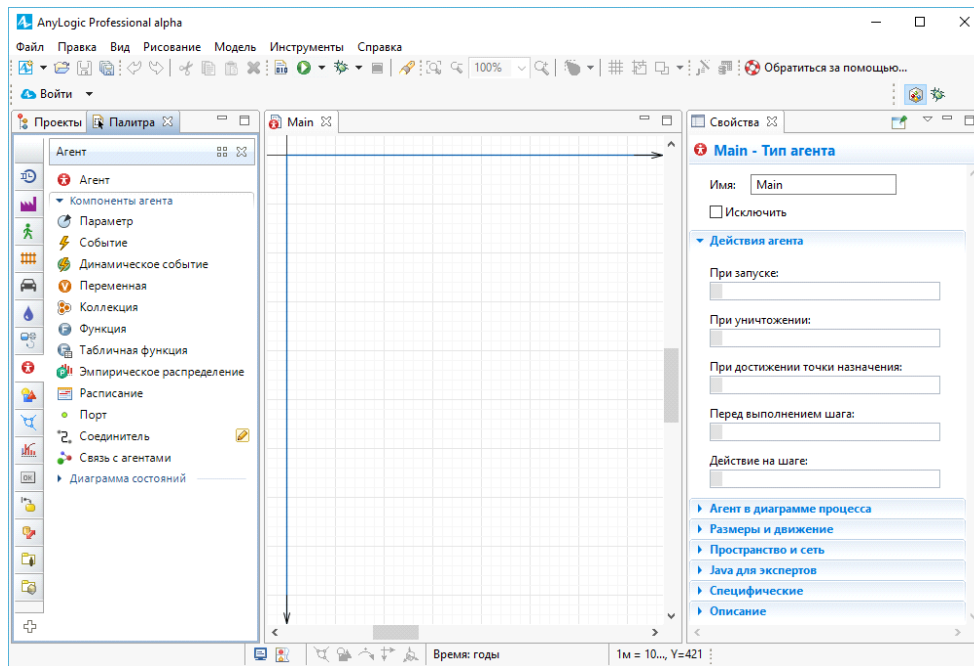 AnyLogic Professional alpha
Файл Правка Вид Рисование Модель Инструменты Справка
100% Обратиться за помощью...
Войти
Проекты Палитра Main Свойства
Агент
Main - Тип агента
Агент
Имя: Main
Компоненты агента
Исключить
Параметр
Событие
Действия агента
Динамическое событие
При запуске:
Переменная
Коллекция
При уничтожении:
Функция
Табличная функция
При достижении точки назначения:
Эмпирическое распределение
Расписание
Порт
Перед выполнением шага:
Соединитель
Связь с агентами
Действие на шаге:
Диаграмма состояний
OK
Агент в диаграмме процесса
Размеры и движение
Пространство и сеть
Java для экспертов
Специфические
Описание
Время: годы 1м = 10..., Y=421